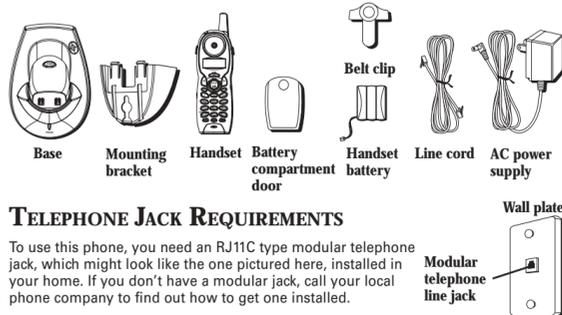 Belt clip
Base
Mounting
bracket
Handset
Battery
compartment
door
Handset
battery
Line cord
AC power
supply
TELEPHONE JACK REQUIREMENTS
To use this phone, you need an RJ11C type modular telephone
jack, which might look like the one pictured here, installed in
your home. If you don’t have a modular jack, call your local
phone company to find out how to get one installed.
Wall plate
Modular
telephone
line jack